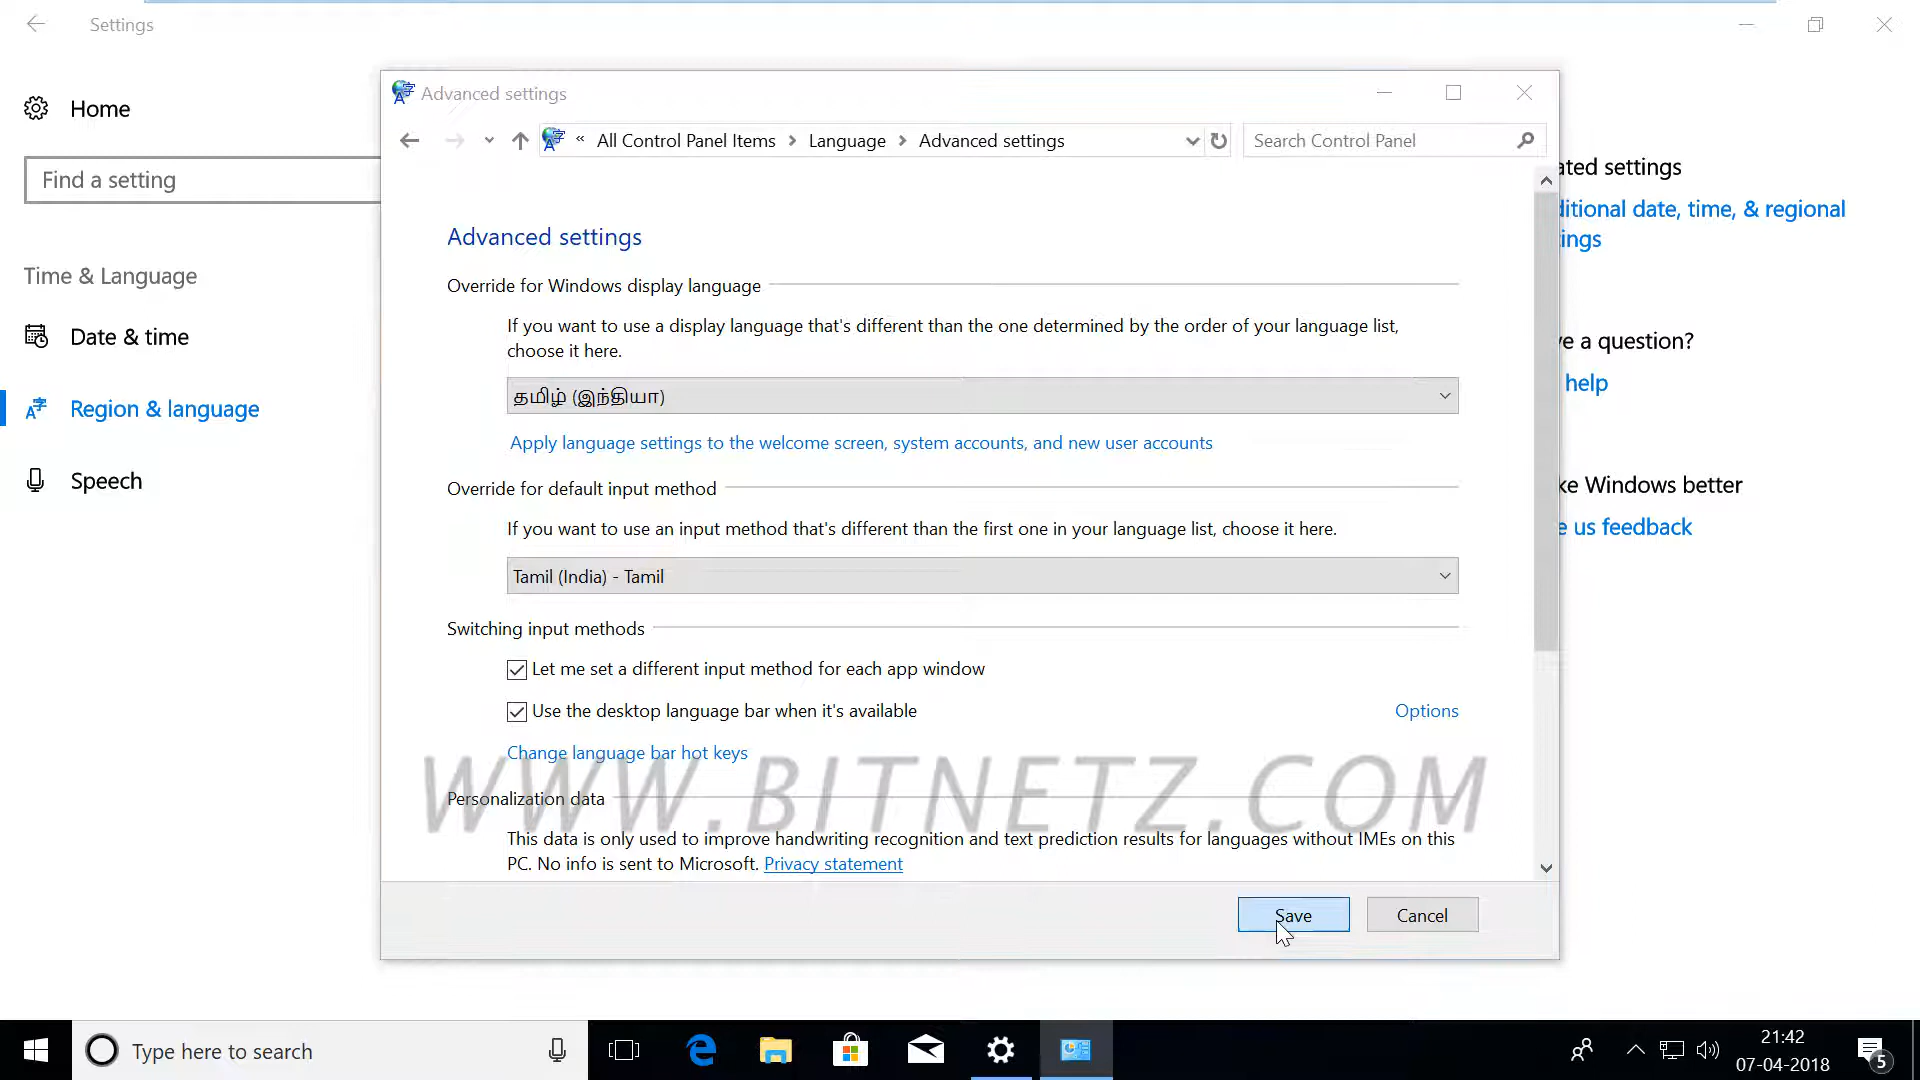 Settings
Home
Find a setting
Time & Language
Date & time
Region & language
Speech
Advanced settings
« All Control Panel Items > Language > Advanced settings
Search Control Panel
Advanced settings
Override for Windows display language
If you want to use a display language that's different than the one determined by the order of your language list,
choose it here.
தமிழ் (இந்தியா)
Apply language settings to the welcome screen, system accounts, and new user accounts
Override for default input method
If you want to use an input method that's different than the first one in your language list, choose it here.
Tamil (India) - Tamil
Switching input methods
Let me set a different input method for each app window
Use the desktop language bar when it's available
Options
Change language bar hot keys
WWW.BITNETZ.COM
Personalization data
This data is only used to improve handwriting recognition and text prediction results for languages without IMEs on this
PC. No info is sent to Microsoft. Privacy statement
Save
Cancel
ated settings
ditional date, time, & regional
ings
ve a question?
help
ke Windows better
e us feedback
Type here to search
21:42
07-04-2018
5